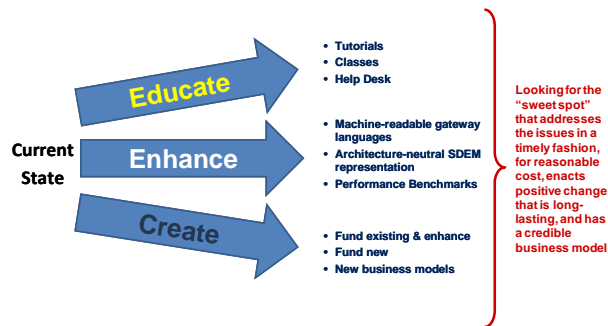 Current
State
Educate
• Tutorials
• Classes
• Help Desk
Enhance
• Machine-readable gateway
languages
• Architecture-neutral SDEM
representation
• Performance Benchmarks
Create
• Fund existing & enhance
• Fund new
• New business models
Looking for the
“sweet spot”
that addresses
the issues in a
timely fashion,
for reasonable
cost, enacts
positive change
that is long-
lasting, and has
a credible
business model